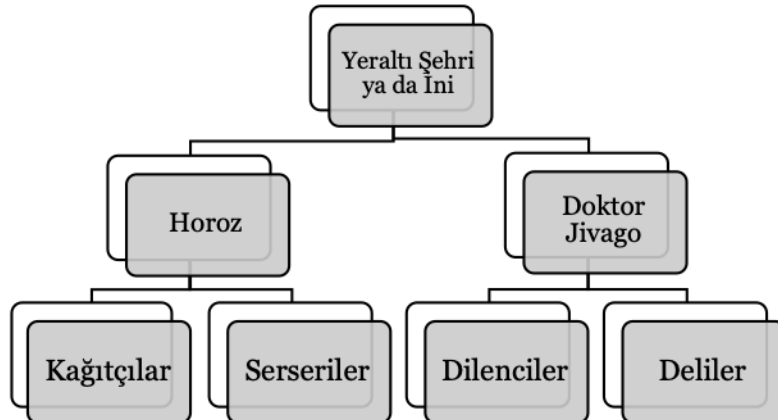 Yeraltı Şehri
ya da İni
Horoz
Doktor
Jivago
Kağıtçılar
Serseriler
Dilenciler
Deliler